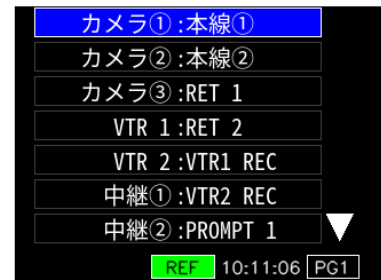 カメラ①:本線①
カメラ②:本線②
カメラ③:RET 1
VTR 1:RET 2
VTR 2:VTR1 REC
中継①:VTR2 REC
中継②:PROMPT 1
REF 10:11:06 PG1